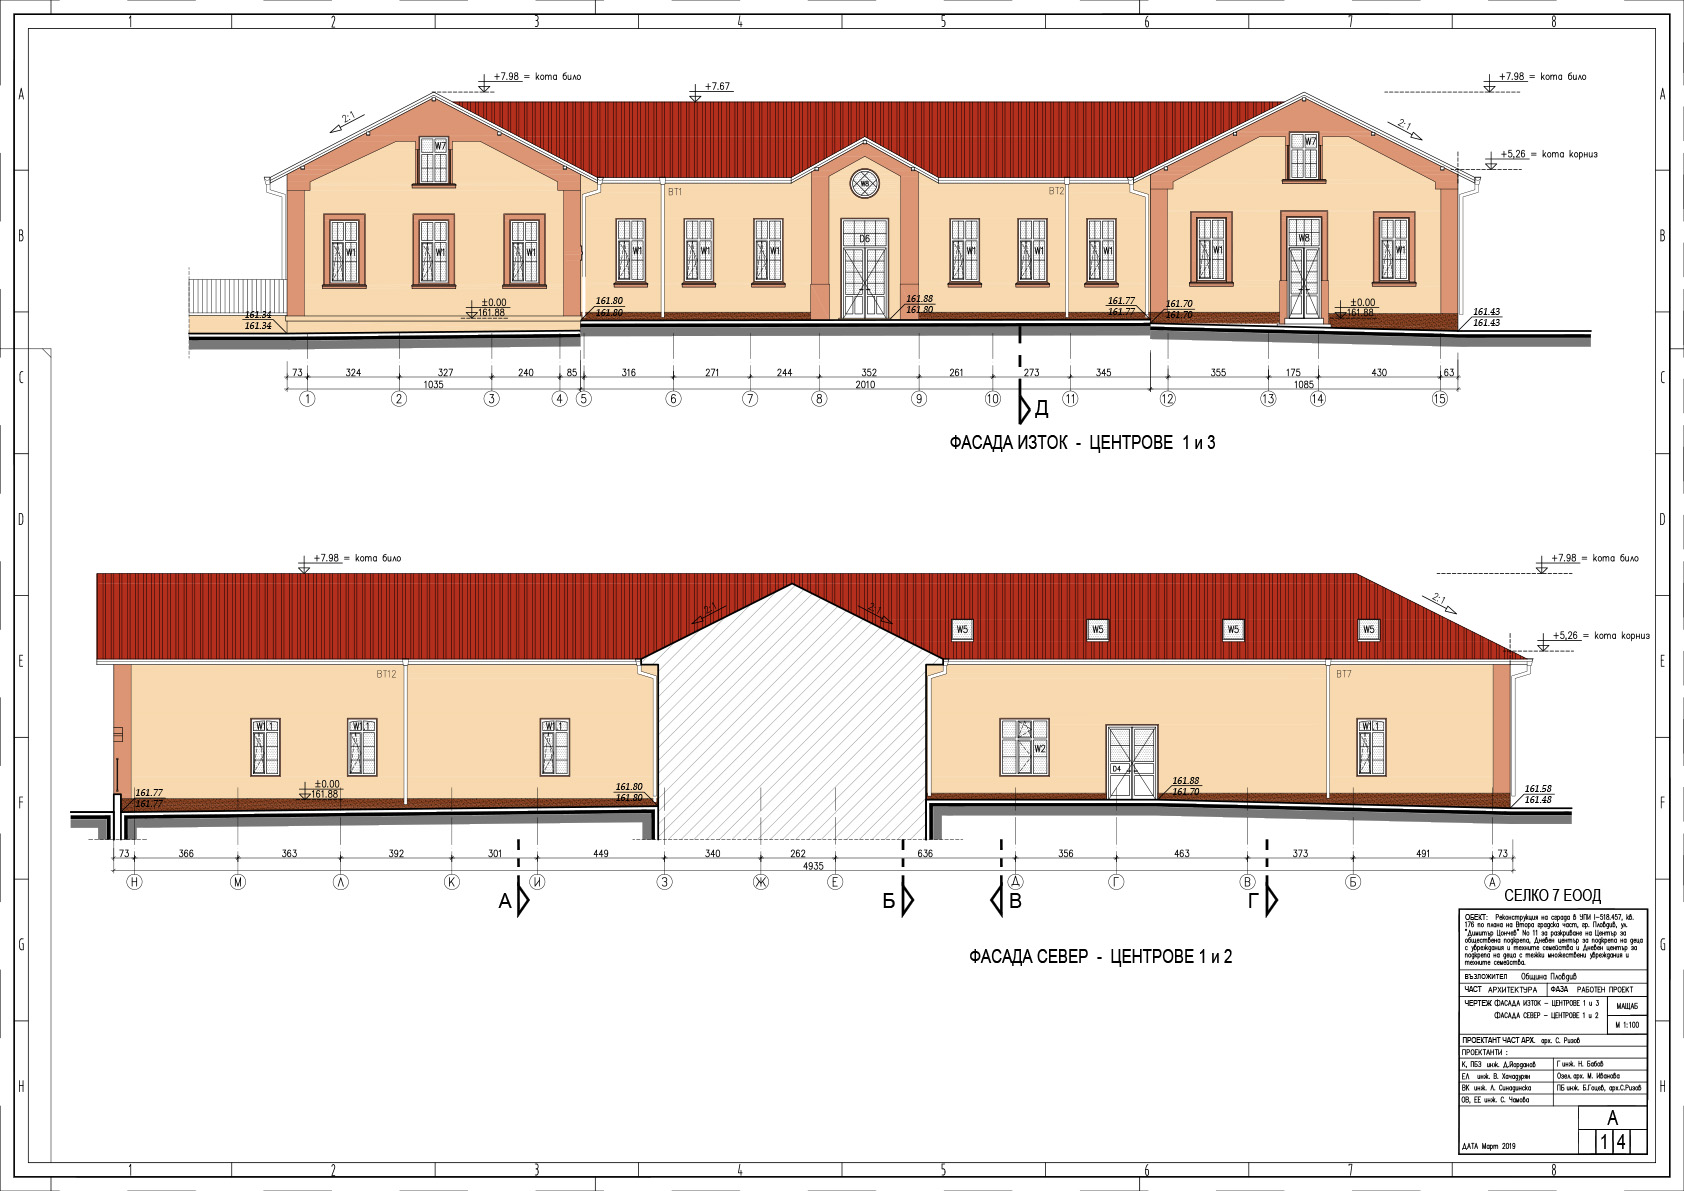 1 2 3 4 5 6 7 8
A A
+7.98 = кота било
+7.67
+7.98 = кота било
2:1
2:1
+5,26 = кота корниз
W7
W7
ВТ1
W8
ВТ2
B B
W1 W1 W1 W1 W1 W1 D6 W1 W1 W1 W1 W8 W1
±0.00
161.88
161.34
161.34
161.80
161.80
161.88
161.80
161.77
161.77
161.70
161.70
±0.00
161.88
161.43
161.43
C C
73 324 327 240 85 316 271 244 352 261 273 345 355 175 430 63
1035 2010 1085
1 2 3 4 5 6 7 8 9 10 11 12 13 14 15
Д
ФАСАДА ИЗТОК - ЦЕНТРОВЕ 1 и 3
D D
+7.98 = кота било
+7.98 = кота било
2:1
2:1
2:1
W5 W5 W5 W5
+5,26 = кота корниз
E E
ВТ12
ВТ7
W1.1 W1.1 W1.1 W2 D4 W1.1
±0.00
161.88
161.77
161.77
161.80
161.80
161.88
161.70
161.58
161.48
F F
73 366 363 392 301 449 340 262 636 356 463 373 491 73
4935
Н М Л К И З Ж Е Д Г В Б А
А Б В Г
СЕЛКО 7 ЕООД
ФАСАДА СЕВЕР - ЦЕНТРОВЕ 1 и 2
G G
ОБЕКТ: Реконструкция на сграда в УПИ I-518.457, кв.
176 по плана на Втора градска част, гр. Пловдив, ул.
"Димитър Цончев" No 11 за разкриване на Център за
обществена подкрепа, Дневен център за подкрепа на деца
с увреждания и техните семейства и Дневен център за
подкрепа на деца с тежки множествени увреждания и
техните семейства.
ВЪЗЛОЖИТЕЛ Община Пловдив
ЧАСТ АРХИТЕКТУРА ФАЗА РАБОТЕН ПРОЕКТ
ЧЕРТЕЖ ФАСАДА ИЗТОК - ЦЕНТРОВЕ 1 и 3
ФАСАДА СЕВЕР - ЦЕНТРОВЕ 1 и 2
МАЩАБ
М 1:100
ПРОЕКТАНТ ЧАСТ АРХ. арх. С. Ризов
ПРОЕКТАНТИ :
К, ПБЗ инж. Д.Йорданов Г инж. Н. Бабов
ЕЛ инж. В. Хачадурян Озел. арх. М. Иванова
ВК инж. Л. Синадинска ПБ инж. Б.Гоцев, арх.С.Ризов
ОВ, ЕЕ инж. С. Чамова
H H
А
14
ДАТА Март 2019
1 2 3 4 5 6 7 8